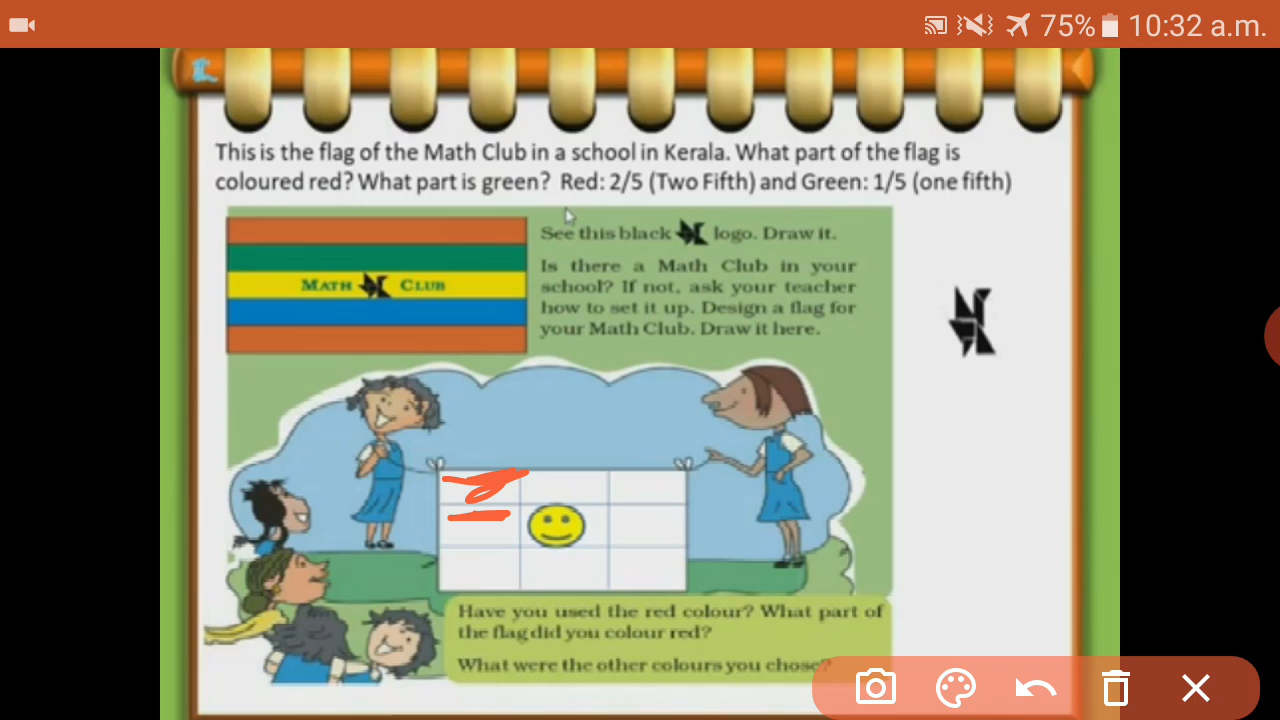 75% 10:32 a.m.
This is the flag of the Math Club in a school in Kerala. What part of the flag is
coloured red? What part is green?  Red: 2/5 (Two Fifth) and Green: 1/5 (one fifth)
MATH CLUB
See this black logo. Draw it.
Is there a Math Club in your
school? If not, ask your teacher
how to set it up. Design a flag for
your Math Club. Draw it here.
Have you used the red colour? What part of
the flag did you colour red?
What were the other colours you chose?